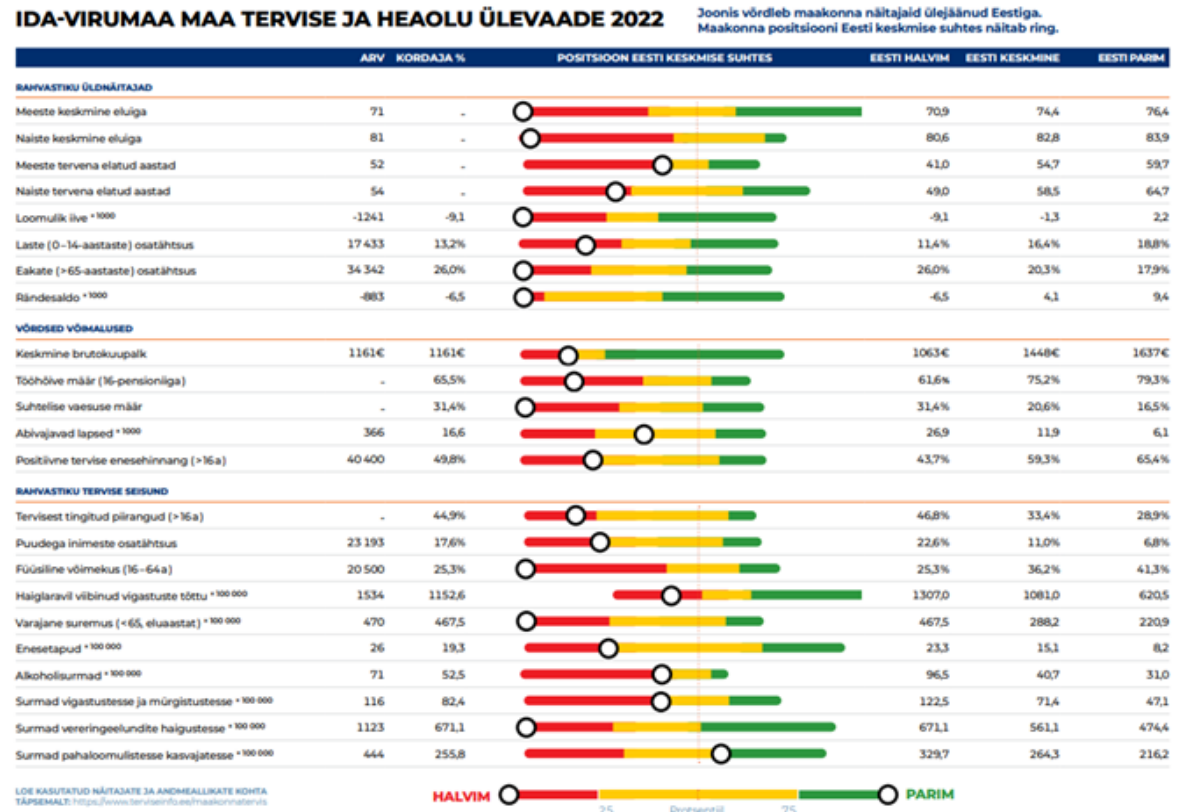 IDA-VIRUMAA MAA TERVISE JA HEAOLU ÜLEVAADE 2022
Joonis võrdleb maakonna näitajaid ülejäänud Eestiga.
Maakonna positsiooni Eesti keskmise suhtes näitab ring.
ARV KORDAJA % POSITSIOON EESTI KESKMISE SUHTES EESTI HALVIM EESTI KESKMINE EESTI PARIM
RAHVASTIKU ÜLDNÄITAJAD
Meeste keskmine eluiga 71 - 70,9 74,4 76,4
Naiste keskmine eluiga 81 - 80,6 82,8 83,9
Meeste tervena elatud aastad 52 - 41,0 54,7 59,7
Naiste tervena elatud aastad 54 - 49,0 58,5 64,7
Loomulik iive * 1000 -1241 -9,1 -9,1 -1,3 2,2
Laste (0-14-aastaste) osatähtsus 17 433 13,2% 11,4% 16,4% 18,8%
Eakate (>65-aastaste) osatähtsus 34 342 26,0% 26,0% 20,3% 17,9%
Rändesaldo * 1000 -883 -6,5 -6,5 4,1 9,4
VÕRDSED VÕIMALUSED
Keskmine brutokuupalk 1161€ 1161€ 1063€ 1448€ 1637€
Tööhõive määr (16-pensioniiga) - 65,5% 61,6% 75,2% 79,3%
Suhtelise vaesuse määr - 31,4% 31,4% 20,6% 16,5%
Abivajavad lapsed * 1000 366 16,6 26,9 11,9 6,1
Positiivne tervise enesehinnang (>16a) 40 400 49,8% 43,7% 59,3% 65,4%
RAHVASTIKU TERVISE SEISUND
Tervisest tingitud piirangud (>16a) - 44,9% 46,8% 33,4% 28,9%
Puudega inimeste osatähtsus 23 193 17,6% 22,6% 11,0% 6,8%
Füüsiline võimekus (16-64a) 20 500 25,3% 25,3% 36,2% 41,3%
Haiglaravil viibinud vigastuste tõttu * 100 000 1534 1152,6 1307,0 1081,0 620,5
Varajane suremus (<65, eluaastat) * 100 000 470 467,5 467,5 288,2 220,9
Enesetapud * 100 000 26 19,3 23,3 15,1 8,2
Alkoholisurmad * 100 000 71 52,5 96,5 40,7 31,0
Surmad vigastustesse ja mürgistustesse * 100 000 116 82,4 122,5 71,4 47,1
Surmad vereringeelundite haigustesse * 100 000 1123 671,1 671,1 561,1 474,4
Surmad pahaloomulistesse kasvajatesse * 100 000 444 255,8 329,7 264,3 216,2
LOE KASUTATUD NÄITAJATE JA ANDMEALLIKATE KOHTA
TÄPSEMALT: https://www.terviseinfo.ee/maakonnatervis
HALVIM PARIM
25 Protsentiil 75